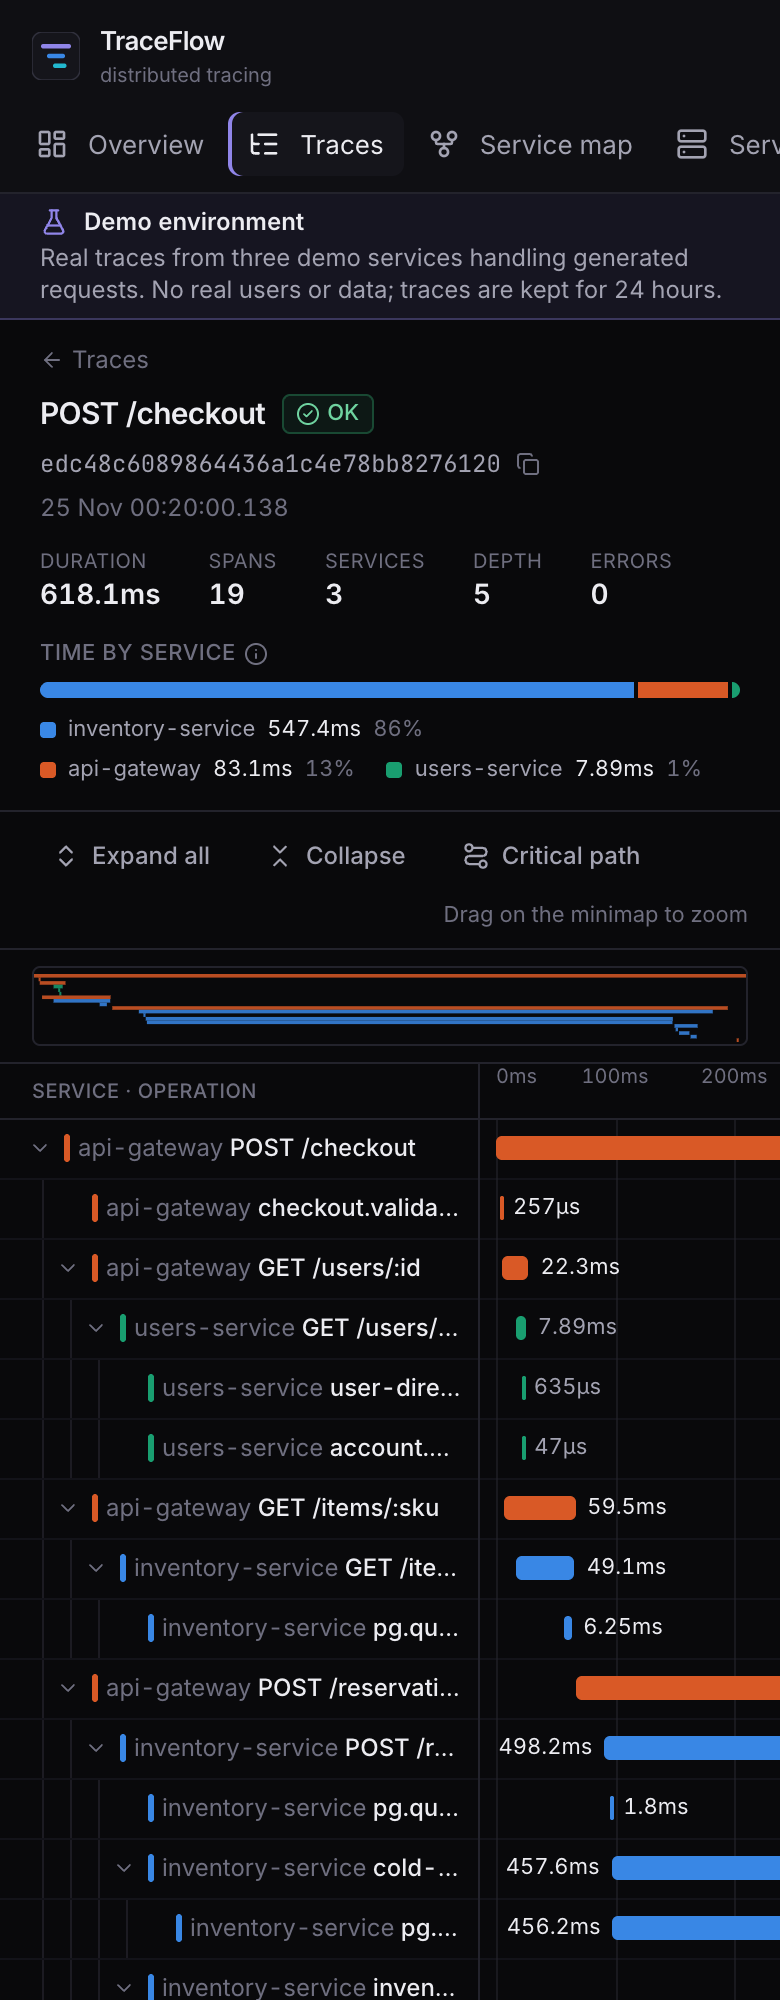 TraceFlow
distributed tracing
Overview Traces Service map Serv
Demo environment
Real traces from three demo services handling generated
requests. No real users or data; traces are kept for 24 hours.
← Traces
POST /checkout OK
edc48c6089864436a1c4e78bb8276120
25 Nov 00:20:00.138
DURATION SPANS SERVICES DEPTH ERRORS
618.1ms 19 3 5 0
TIME BY SERVICE
inventory-service 547.4ms 86%
api-gateway 83.1ms 13% users-service 7.89ms 1%
Expand all Collapse Critical path
Drag on the minimap to zoom
SERVICE · OPERATION 0ms 100ms 200ms
api-gateway POST /checkout
api-gateway checkout.valida... 257μs
api-gateway GET /users/:id 22.3ms
users-service GET /users/... 7.89ms
users-service user-dire... 635μs
users-service account.... 47μs
api-gateway GET /items/:sku 59.5ms
inventory-service GET /ite... 49.1ms
inventory-service pg.qu... 6.25ms
api-gateway POST /reservati...
inventory-service POST /r... 498.2ms
inventory-service pg.qu... 1.8ms
inventory-service cold-... 457.6ms
inventory-service pg.... 456.2ms
inventory-service inven...